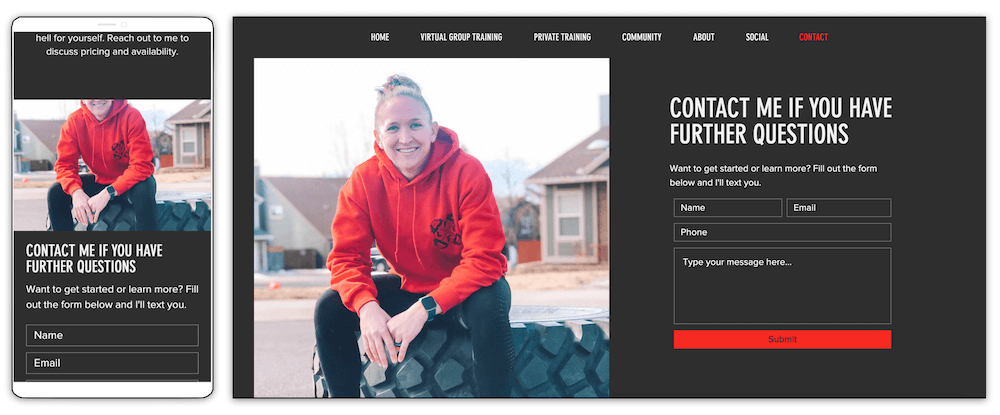 hell for yourself. Reach out to me to
discuss pricing and availability.
CONTACT ME IF YOU HAVE
FURTHER QUESTIONS
Want to get started or learn more? Fill
out the form below and I'll text you.
Name
Email
HOME VIRTUAL GROUP TRAINING PRIVATE TRAINING COMMUNITY ABOUT SOCIAL CONTACT
CONTACT ME IF YOU HAVE
FURTHER QUESTIONS
Want to get started or learn more? Fill out the form
below and I'll text you.
Name Email
Phone
Type your message here...
Submit